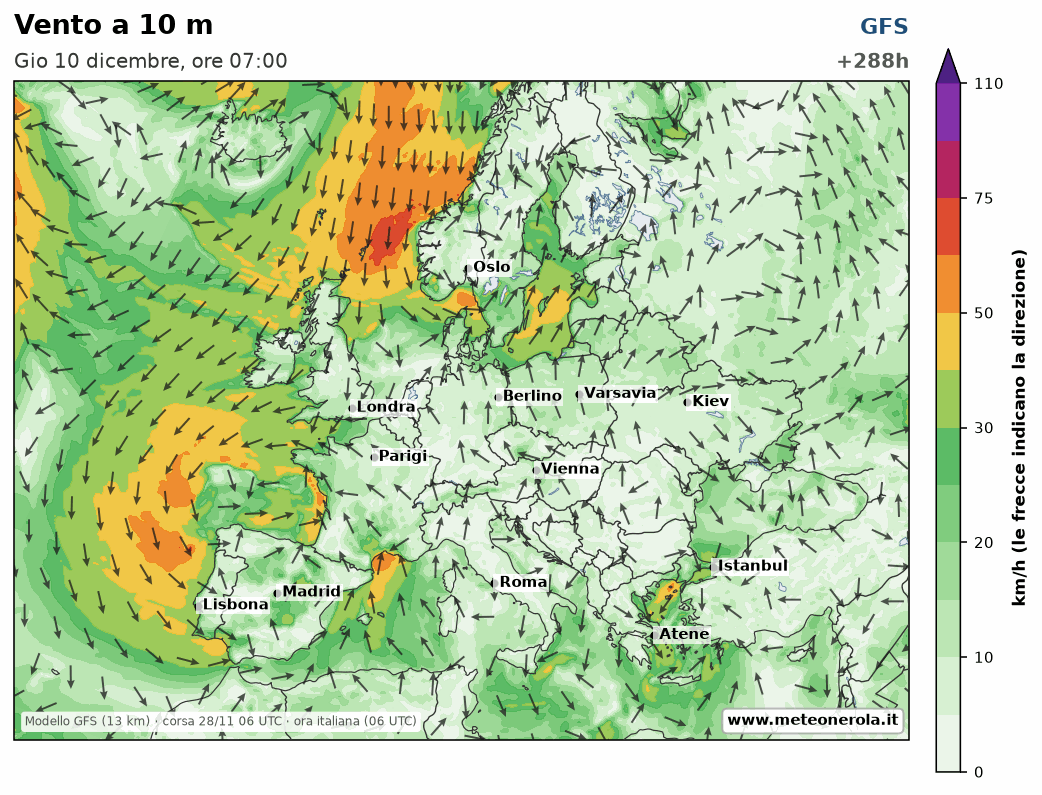 Vento a 10 m
GFS
Gio 10 dicembre, ore 07:00
+288h
110
75
50
30
20
10
0
km/h (le frecce indicano la direzione)
Oslo
Berlino
Varsavia
Kiev
Londra
Parigi
Vienna
Istanbul
Roma
Madrid
Lisbona
Atene
Modello GFS (13 km) · corsa 28/11 06 UTC · ora italiana (06 UTC)
www.meteonerola.it